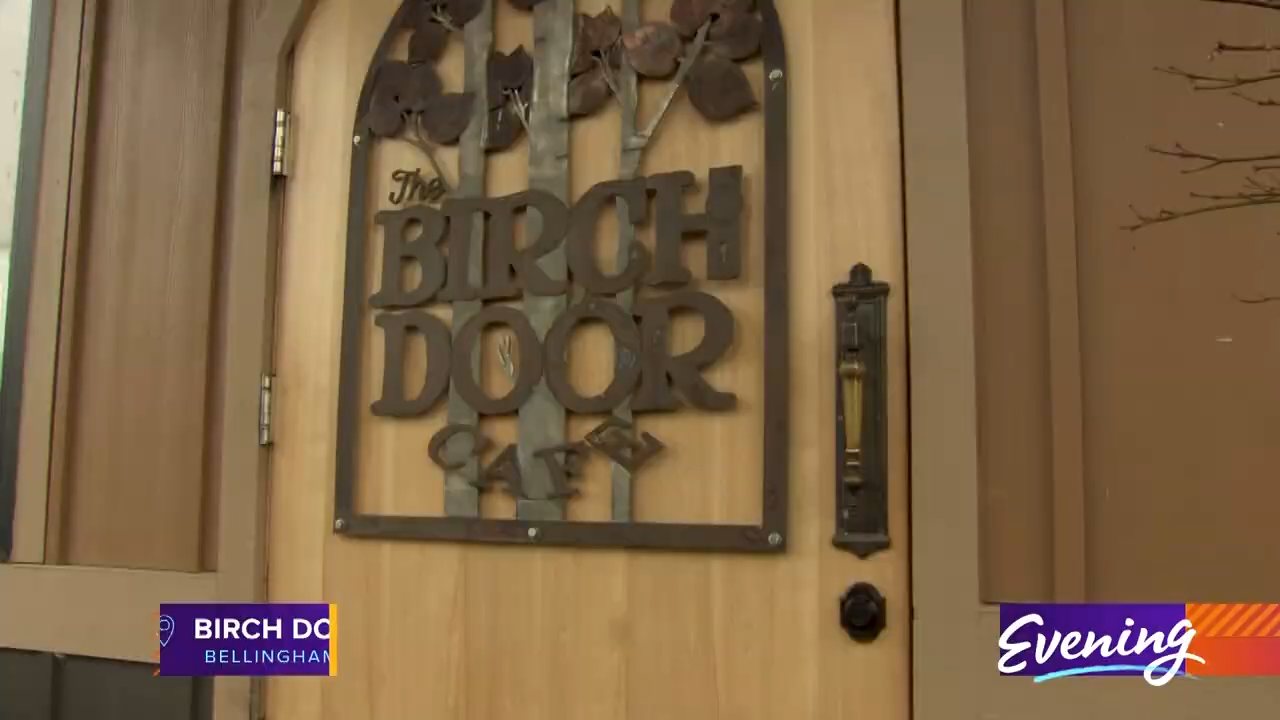 The
BIRCH
DOOR
CAFE
BIRCH DO
BELLINGHAM
Evening